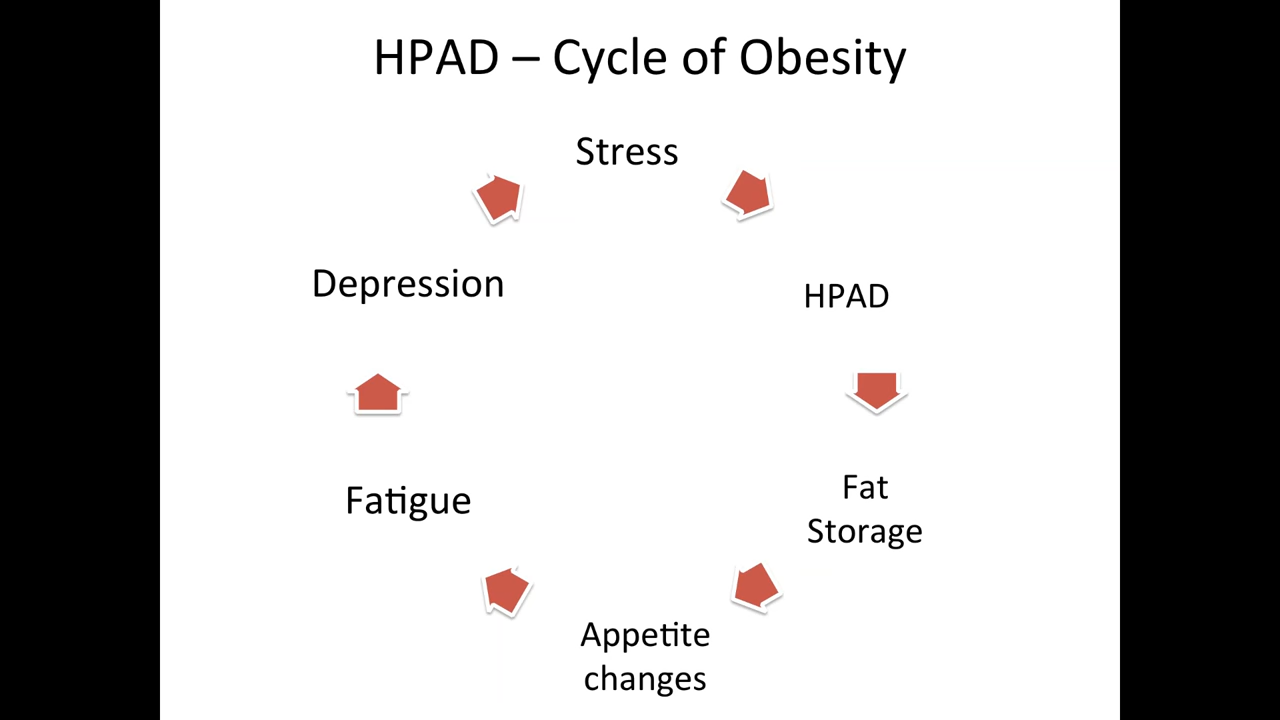 HPAD – Cycle of Obesity
Stress
HPAD
Fat
Storage
Appetite
changes
Fatigue
Depression